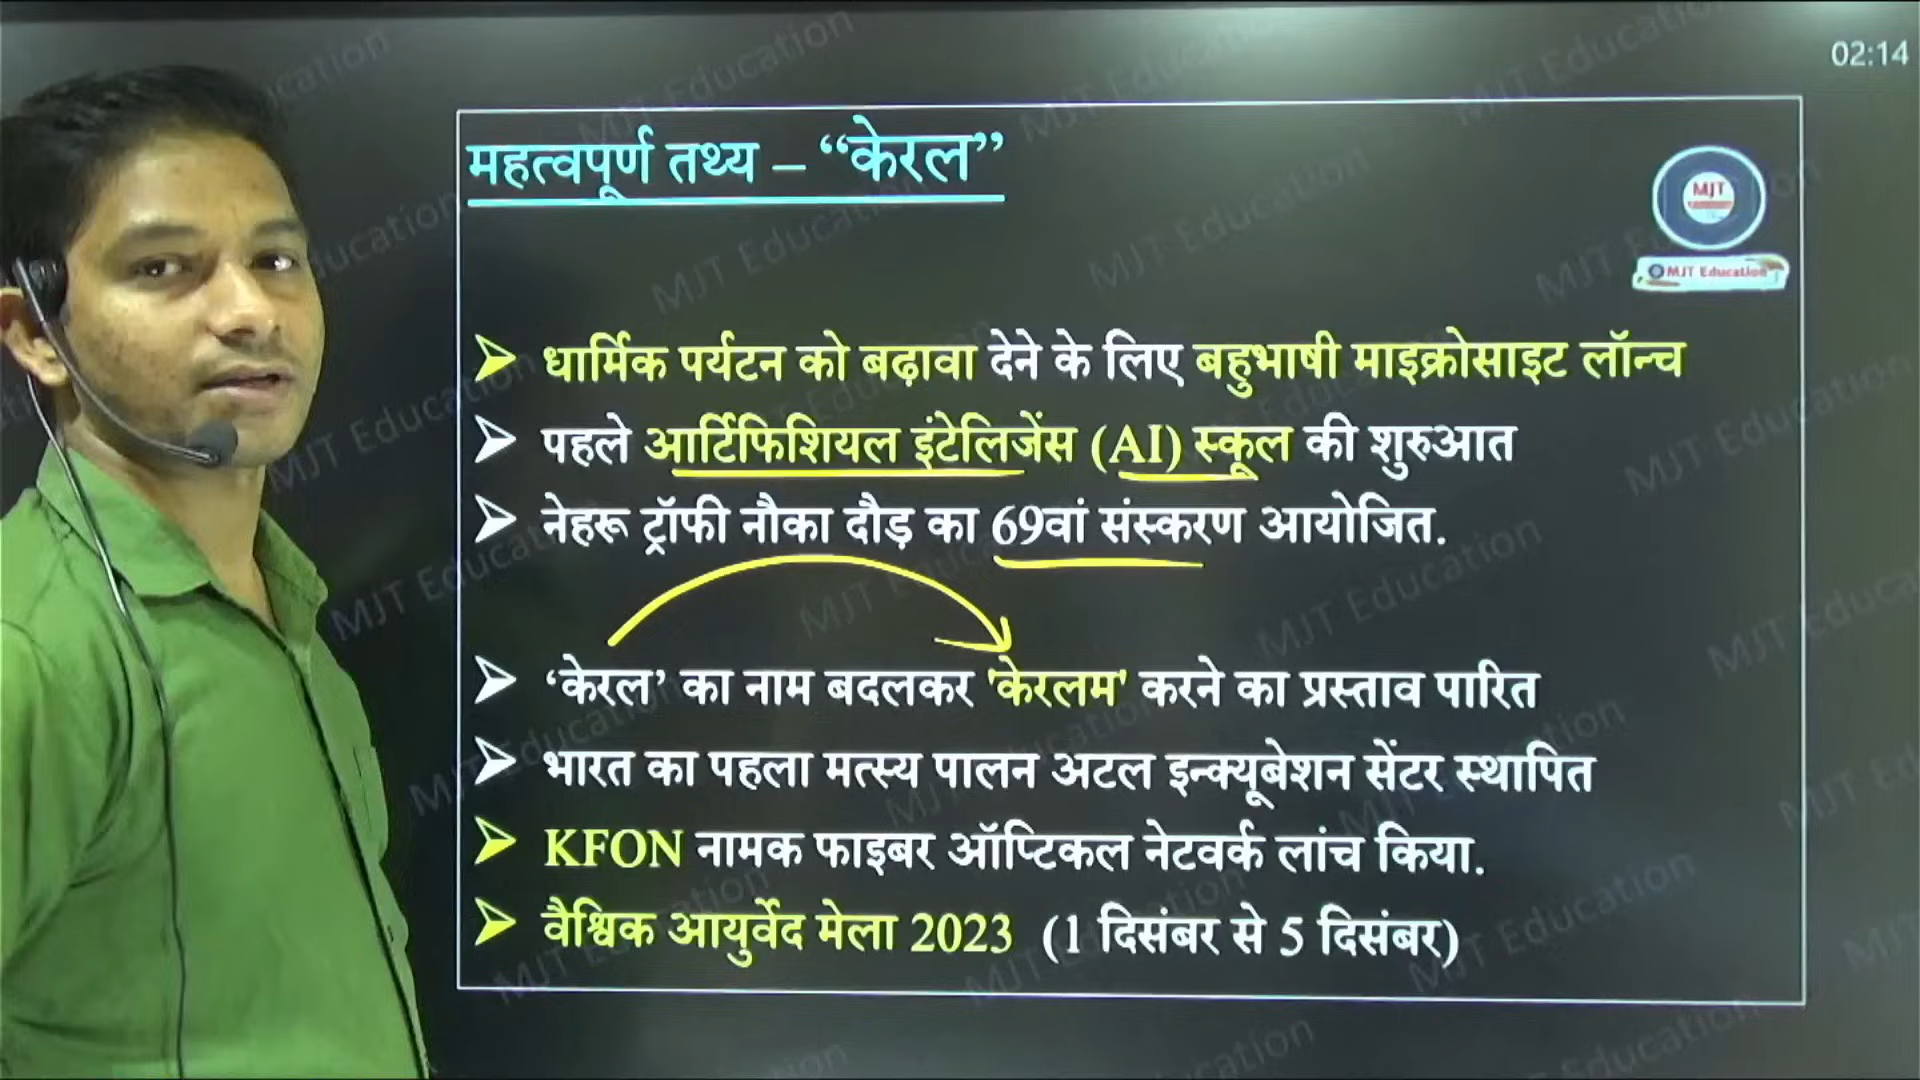 02:14
महत्वपूर्ण तथ्य – “केरल”
MJT
MJT Education
धार्मिक पर्यटन को बढ़ावा देने के लिए बहुभाषी माइक्रोसाइट लॉन्च
पहले आर्टिफिशियल इंटेलिजेंस (AI) स्कूल की शुरुआत
नेहरू ट्रॉफी नौका दौड़ का 69वां संस्करण आयोजित.
‘केरल’ का नाम बदलकर 'केरलम' करने का प्रस्ताव पारित
भारत का पहला मत्स्य पालन अटल इन्क्यूबेशन सेंटर स्थापित
KFON नामक फाइबर ऑप्टिकल नेटवर्क लांच किया.
वैश्विक आयुर्वेद मेला 2023 (1 दिसंबर से 5 दिसंबर)